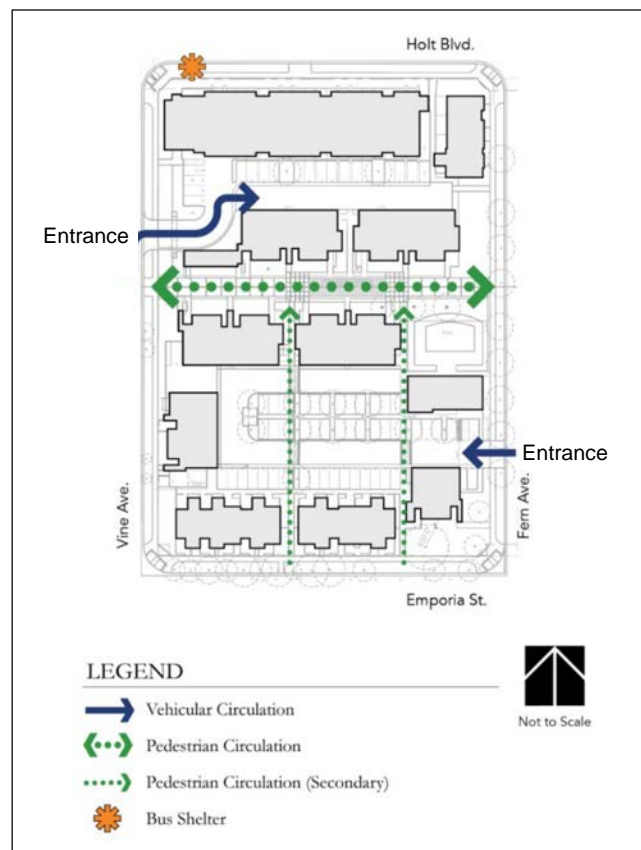 Holt Blvd.
Entrance
Entrance
Vine Ave.
Fern Ave.
Emporia St.
LEGEND
Vehicular Circulation
Pedestrian Circulation
Pedestrian Circulation (Secondary)
Bus Shelter
Not to Scale